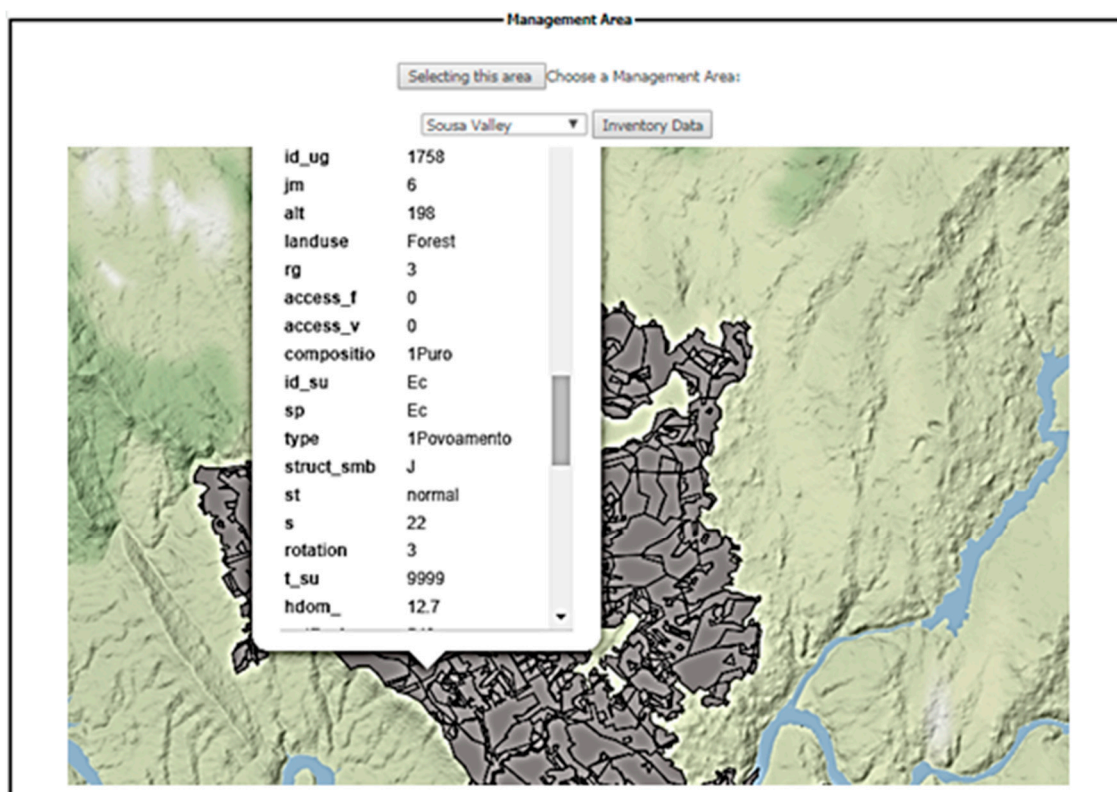 Management Area
Selecting this area Choose a Management Area:
Sousa Valley Inventory Data
id_ug 1758
jm 6
alt 198
landuse Forest
rg 3
access_f 0
access_v 0
compositio 1Puro
id_su Ec
sp Ec
type 1Povoamento
struct_smb J
st normal
s 22
rotation 3
t_su 9999
hdom_ 12.7